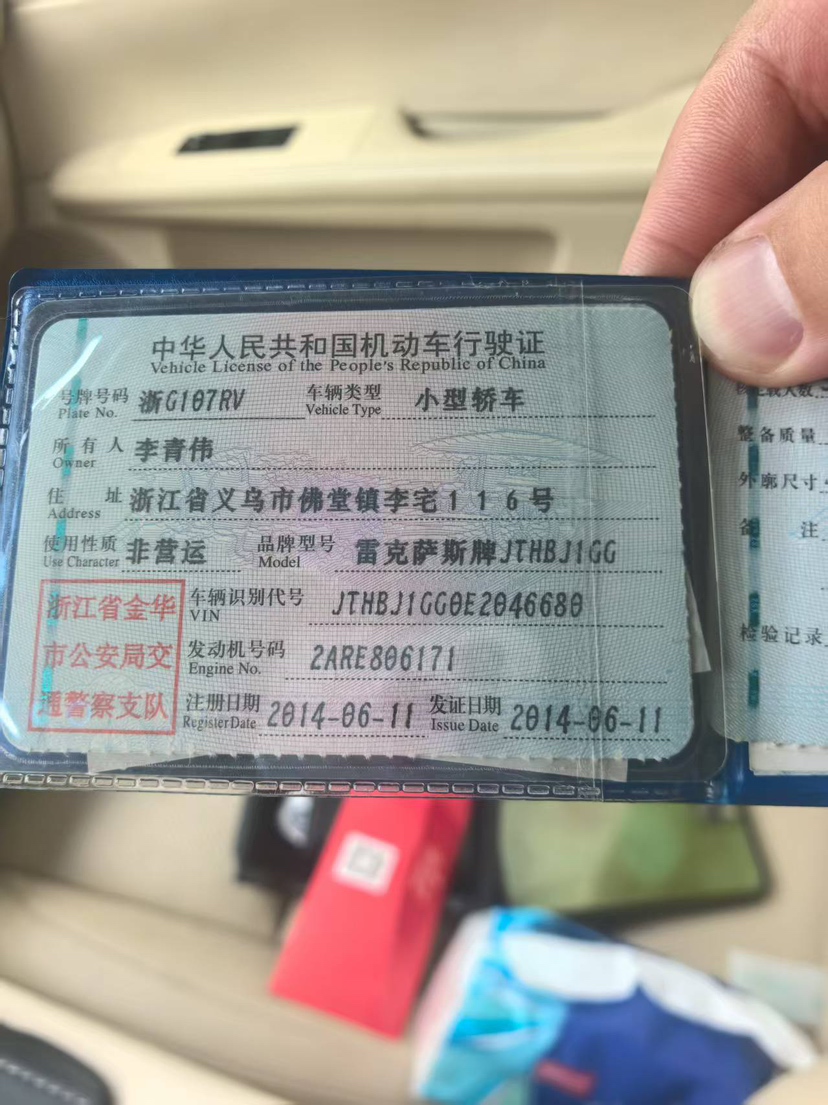 中华人民共和国机动车行驶证
Vehicle License of the People's Republic of China
号牌号码 浙G107RV 车辆类型 小型轿车
Plate No. Vehicle Type
所有人 李青伟
Owner
住址 浙江省义乌市佛堂镇李宅116号
Address
使用性质 非营运 品牌型号 雷克萨斯牌JTHBJ1GG
Use Character Model
浙江省金华
市公安局交
通警察支队
车辆识别代号 JTHBJ1GG0E2046680
VIN
发动机号码 2ARE806171
Engine No.
注册日期 2014-06-11 发证日期 2014-06-11
Register Date Issue Date
整备质量
外廓尺寸
备注
检验记录